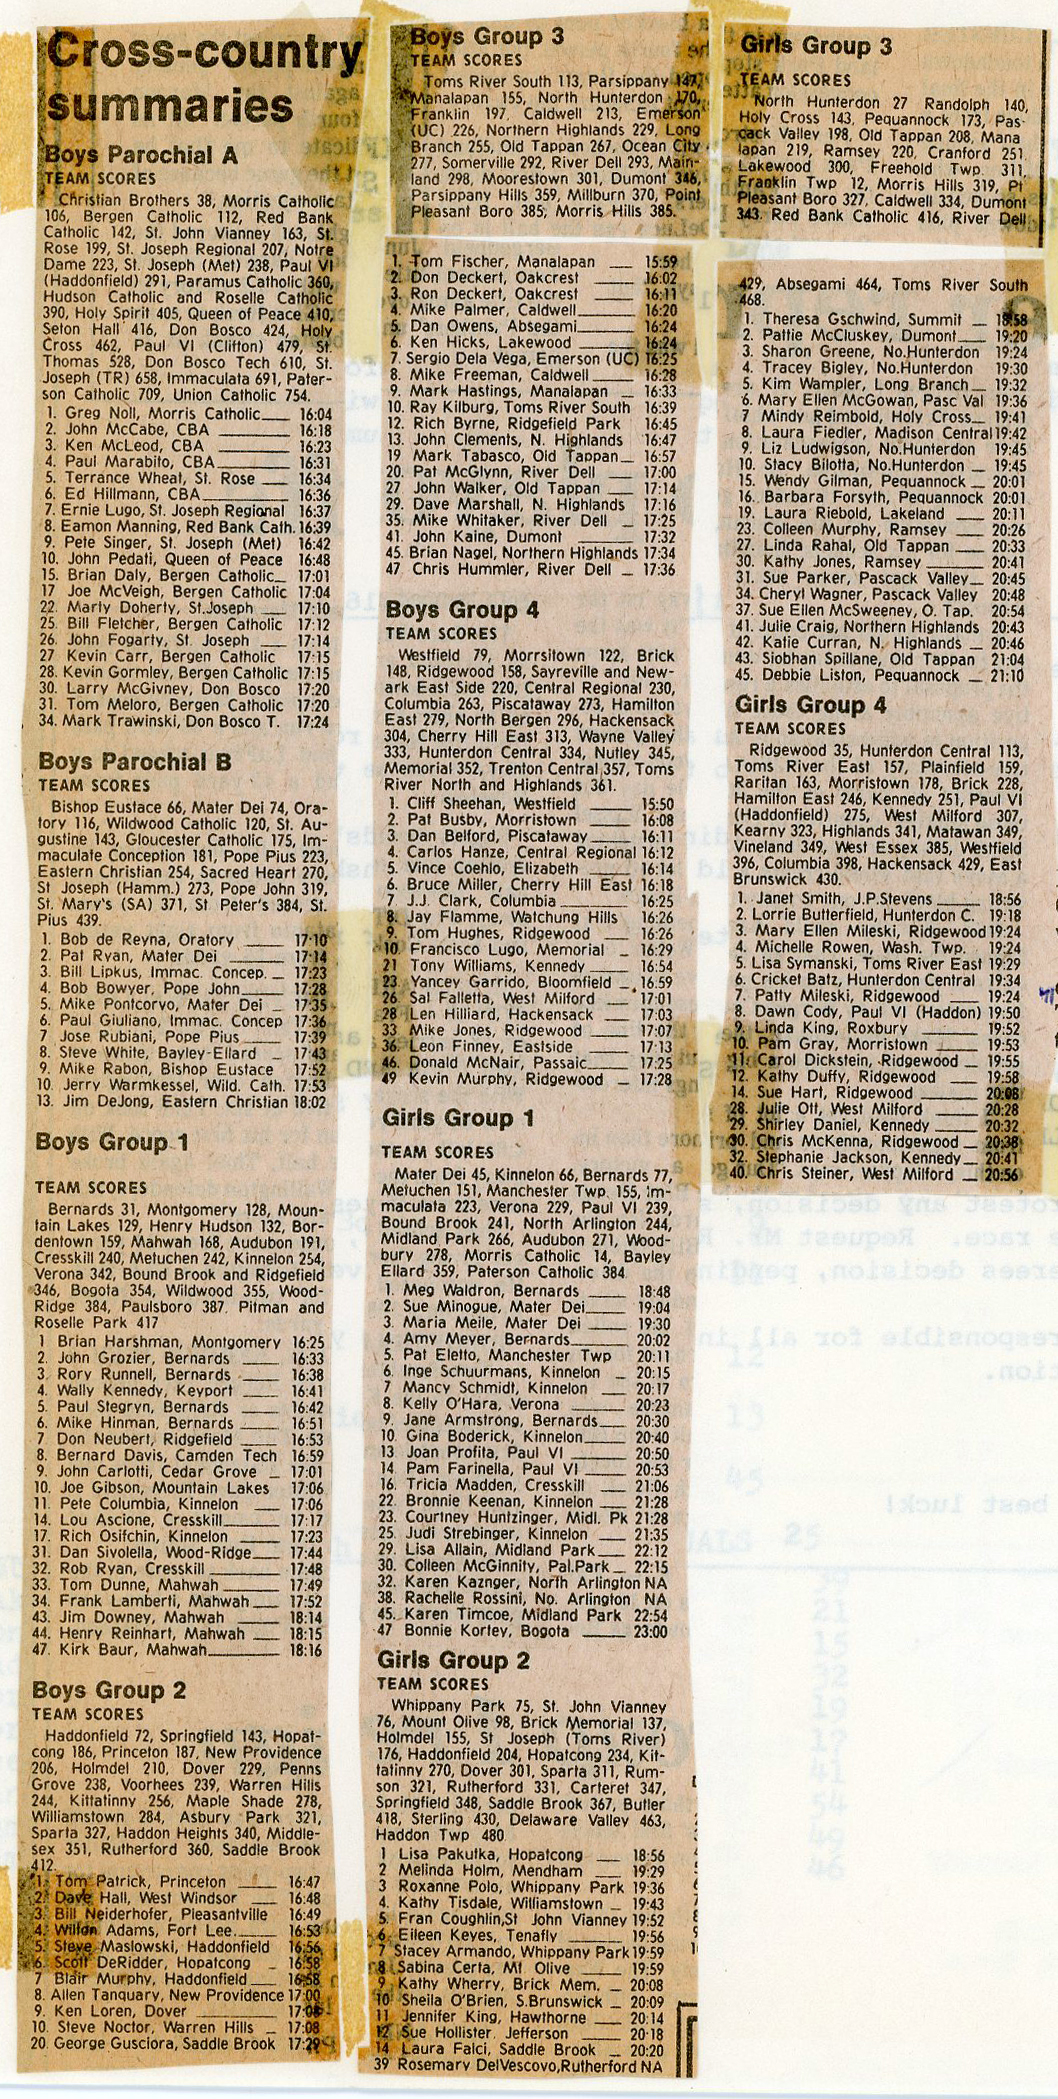 Cross-country
summaries
Boys Parochial A
TEAM SCORES
Christian Brothers 38, Morris Catholic
106, Bergen Catholic 112, Red Bank
Catholic 142, St. John Vianney 163, St.
Rose 199, St. Joseph Regional 207, Notre
Dame 223, St. Joseph (Met) 238, Paul VI
(Haddonfield) 291, Paramus Catholic 360,
Hudson Catholic and Roselle Catholic
390, Holy Spirit 405, Queen of Peace 410,
Seton Hall 416, Don Bosco 424, Holy
Cross 462, Paul VI (Clifton) 479, St.
Thomas 528, Don Bosco Tech 610, St.
Joseph (TR) 658, Immaculata 691, Pater-
son Catholic 709, Union Catholic 754.
1. Greg Noll, Morris Catholic 16:04
2. John McCabe, CBA 16:18
3. Ken McLeod, CBA 16:23
4. Paul Marabito, CBA 16:31
5. Terrance Wheat, St. Rose 16:34
6. Ed Hillmann, CBA 16:36
7. Ernie Lugo, St. Joseph Regional 16:37
8. Eamon Manning, Red Bank Cath. 16:39
9. Pete Singer, St. Joseph (Met) 16:42
10. John Pedati, Queen of Peace 16:48
15. Brian Daly, Bergen Catholic 17:01
17 Joe McVeigh, Bergen Catholic 17:04
22. Marty Doherty, St.Joseph 17:10
25. Bill Fletcher, Bergen Catholic 17:12
26. John Fogarty, St. Joseph 17:14
27 Kevin Carr, Bergen Catholic 17:15
28. Kevin Gormley, Bergen Catholic 17:15
30. Larry McGivney, Don Bosco 17:20
31. Tom Meloro, Bergen Catholic 17:20
34. Mark Trawinski, Don Bosco T. 17:24
Boys Parochial B
TEAM SCORES
Bishop Eustace 66, Mater Dei 74, Ora-
tory 116, Wildwood Catholic 120, St. Au-
gustine 143, Gloucester Catholic 175, Im-
maculate Conception 181, Pope Pius 223,
Eastern Christian 254, Sacred Heart 270,
St Joseph (Hamm.) 273, Pope John 319,
St. Mary's (SA) 371, St Peter's 384, St.
Pius 439.
1. Bob de Reyna, Oratory 17:10
2. Pat Ryan, Mater Dei 17:14
3. Bill Lipkus, Immac. Concep. 17:23
4. Bob Bowyer, Pope John 17:28
5. Mike Pontcorvo, Mater Dei 17:35
6. Paul Giuliano, Immac. Concep 17:36
7 Jose Rubiani, Pope Pius 17:39
8. Steve White, Bayley-Ellard 17:43
9. Mike Rabon, Bishop Eustace 17:52
10. Jerry Warmkessel, Wild. Cath. 17:53
13. Jim DeJong, Eastern Christian 18:02
Boys Group 1
TEAM SCORES
Bernards 31, Montgomery 128, Moun-
tain Lakes 129, Henry Hudson 132, Bor-
dentown 159, Mahwah 168, Audubon 191,
Cresskill 240, Metuchen 242, Kinnelon 254,
Verona 342, Bound Brook and Ridgefield
346, Bogota 354, Wildwood 355, Wood-
Ridge 384, Paulsboro 387. Pitman and
Roselle Park 417
1 Brian Harshman, Montgomery 16:25
2. John Grozier, Bernards 16:33
3. Rory Runnell, Bernards 16:38
4. Wally Kennedy, Keyport 16:41
5. Paul Stegryn, Bernards 16:42
6. Mike Hinman, Bernards 16:51
7 Don Neubert, Ridgefield 16:53
8. Bernard Davis, Camden Tech 16:59
9. John Carlotti, Cedar Grove 17:01
10. Joe Gibson, Mountain Lakes 17:06
11. Pete Columbia, Kinnelon 17:06
14. Lou Ascione, Cresskill 17:17
17. Rich Osifchin, Kinnelon 17:23
31. Dan Sivolella, Wood-Ridge 17:44
32. Rob Ryan, Cresskill 17:48
33. Tom Dunne, Mahwah 17:49
34. Frank Lamberti, Mahwah 17:52
43. Jim Downey, Mahwah 18:14
44. Henry Reinhart, Mahwah 18:15
47. Kirk Baur, Mahwah 18:16
Boys Group 2
TEAM SCORES
Haddonfield 72, Springfield 143, Hopat-
cong 186, Princeton 187, New Providence
206, Holmdel 210, Dover 229, Penns
Grove 238, Voorhees 239, Warren Hills
244, Kittatinny 256, Maple Shade 278,
Williamstown 284, Asbury Park 321,
Sparta 327, Haddon Heights 340, Middle-
sex 351, Rutherford 360, Saddle Brook
412.
1. Tom Patrick, Princeton 16:47
2. Dave Hall, West Windsor 16:48
3. Bill Neiderhofer, Pleasantville 16:49
4. Wilton Adams, Fort Lee 16:53
5. Steve Maslowski, Haddonfield 16:56
6. Scott DeRidder, Hopatcong 16:58
7 Blair Murphy, Haddonfield 16:58
8. Allen Tanquary, New Providence 17:00
9. Ken Loren, Dover
10. Steve Noctor, Warren Hills 17:08
20. George Gusciora, Saddle Brook 17:29
Boys Group 3
TEAM SCORES
Toms River South 113, Parsippany 147,
Manalapan 155, North Hunterdon 170,
Franklin 197, Caldwell 213, Emerson
(UC) 226, Northern Highlands 229, Long
Branch 255, Old Tappan 267, Ocean City
277, Somerville 292, River Dell 293, Main-
land 298, Moorestown 301, Dumont 346,
Parsippany Hills 359, Millburn 370, Point
Pleasant Boro 385, Morris Hills 385.
1. Tom Fischer, Manalapan 15:59
2. Don Deckert, Oakcrest 16:02
3. Ron Deckert, Oakcrest 16:11
4. Mike Palmer, Caldwell 16:20
5. Dan Owens, Absegami 16:24
6. Ken Hicks, Lakewood 16:24
7. Sergio Dela Vega, Emerson (UC) 16:25
8. Mike Freeman, Caldwell 16:28
9. Mark Hastings, Manalapan 16:33
10. Ray Kilburg, Toms River South 16:39
12. Rich Byrne, Ridgefield Park 16:45
13. John Clements, N. Highlands 16:47
19 Mark Tabasco, Old Tappan 16:57
20. Pat McGlynn, River Dell 17:00
27 John Walker, Old Tappan 17:14
29. Dave Marshall, N. Highlands 17:16
35. Mike Whitaker, River Dell 17:25
41. John Kaine, Dumont 17:32
45. Brian Nagel, Northern Highlands 17:34
47 Chris Hummler, River Dell 17:36
Boys Group 4
TEAM SCORES
Westfield 79, Morrsitown 122, Brick
148, Ridgewood 158, Sayreville and New-
ark East Side 220, Central Regional 230,
Columbia 263, Piscataway 273, Hamilton
East 279, North Bergen 296, Hackensack
304, Cherry Hill East 313, Wayne Valley
333, Hunterdon Central 334, Nutley 345,
Memorial 352, Trenton Central 357, Toms
River North and Highlands 361.
1. Cliff Sheehan, Westfield 15:50
2. Pat Busby, Morristown 16:08
3. Dan Belford, Piscataway 16:11
4. Carlos Hanze, Central Regional 16:12
5. Vince Coehlo, Elizabeth 16:14
6. Bruce Miller, Cherry Hill East 16:18
7 J.J. Clark, Columbia 16:25
8. Jay Flamme, Watchung Hills 16:26
9. Tom Hughes, Ridgewood 16:26
10 Francisco Lugo, Memorial 16:29
21 Tony Williams, Kennedy 16:54
23. Yancey Garrido, Bloomfield 16:59
26 Sal Falletta, West Milford 17:01
28 Len Hilliard, Hackensack 17:03
33 Mike Jones, Ridgewood 17:07
36. Leon Finney, Eastside 17:13
46. Donald McNair, Passaic 17:25
49 Kevin Murphy, Ridgewood 17:28
Girls Group 1
TEAM SCORES
Mater Dei 45, Kinnelon 66, Bernards 77,
Metuchen 151, Manchester Twp. 155, Im-
maculata 223, Verona 229, Paul VI 239,
Bound Brook 241, North Arlington 244,
Midland Park 266, Audubon 271, Wood-
bury 278, Morris Catholic 14, Bayley
Ellard 359, Paterson Catholic 384
1. Meg Waldron, Bernards 18:48
2. Sue Minogue, Mater Dei 19:04
3. Maria Meile, Mater Dei 19:30
4. Amy Meyer, Bernards 20:02
5. Pat Eletto, Manchester Twp 20:11
6. Inge Schuurmans, Kinnelon 20:15
7 Mancy Schmidt, Kinnelon 20:17
8. Kelly O'Hara, Verona 20:23
9. Jane Armstrong, Bernards 20:30
10. Gina Boderick, Kinnelon 20:40
13 Joan Profita, Paul VI 20:50
14 Pam Farinella, Paul VI 20:53
16. Tricia Madden, Cresskill 21:06
22. Bronnie Keenan, Kinnelon 21:28
23. Courtney Huntzinger, Midl. Pk 21:28
25. Judi Strebinger, Kinnelon 21:35
29. Lisa Allain, Midland Park 22:12
30. Colleen McGinnity, Pal.Park 22:15
32. Karen Kaznger, North Arlington NA
38. Rachelle Rossini, No. Arlington NA
45. Karen Timcoe, Midland Park 22:54
47 Bonnie Kortey, Bogota 23:00
Girls Group 2
TEAM SCORES
Whippany Park 75, St. John Vianney
76, Mount Olive 98, Brick Memorial 137,
Holmdel 155, St Joseph (Toms River)
176, Haddonfield 204, Hopatcong 234, Kit-
tatinny 270, Dover 301, Sparta 311, Rum-
son 321, Rutherford 331, Carteret 347,
Springfield 348, Saddle Brook 367, Butler
418, Sterling 430, Delaware Valley 463,
Haddon Twp 480
1 Lisa Pakutka, Hopatcong 18:56
2 Melinda Holm, Mendham 19:29
3 Roxanne Polo, Whippany Park 19:36
4. Kathy Tisdale, Williamstown 19:43
5. Fran Coughlin,St John Vianney 19:52
6. Eileen Keyes, Tenafly 19:56
7 Stacey Armando, Whippany Park 19:59
8 Sabina Certa, Mt Olive 19:59
9 Kathy Wherry, Brick Mem. 20:08
10 Sheila O'Brien, S.Brunswick 20:09
11 Jennifer King, Hawthorne 20:14
12 Sue Hollister, Jefferson 20:18
14 Laura Falci, Saddle Brook 20:20
39 Rosemary DelVescovo,Rutherford NA
Girls Group 3
TEAM SCORES
North Hunterdon 27 Randolph 140,
Holy Cross 143, Pequannock 173, Pas-
cack Valley 198, Old Tappan 208, Mana
lapan 219, Ramsey 220, Cranford 251
Lakewood 300, Freehold Twp. 311,
Franklin Twp 12, Morris Hills 319, Pt
Pleasant Boro 327, Caldwell 334, Dumont
343. Red Bank Catholic 416, River Dell
429, Absegami 464, Toms River South
468.
1. Theresa Gschwind, Summit 18:58
2. Pattie McCluskey, Dumont 19:20
3. Sharon Greene, No.Hunterdon 19:24
4. Tracey Bigley, No.Hunterdon 19:30
5. Kim Wampler, Long Branch 19:32
6. Mary Ellen McGowan, Pasc Val 19:36
7 Mindy Reimbold, Holy Cross 19:41
8. Laura Fiedler, Madison Central 19:42
9. Liz Ludwigson, No.Hunterdon 19:45
10. Stacy Bilotta, No.Hunterdon 19:45
15. Wendy Gilman, Pequannock 20:01
16. Barbara Forsyth, Pequannock 20:01
19. Laura Riebold, Lakeland 20:11
23. Colleen Murphy, Ramsey 20:26
27. Linda Rahal, Old Tappan 20:33
30. Kathy Jones, Ramsey 20:41
31. Sue Parker, Pascack Valley 20:45
34. Cheryl Wagner, Pascack Valley 20:48
37. Sue Ellen McSweeney, O. Tap. 20:54
41. Julie Craig, Northern Highlands 20:43
42. Katie Curran, N. Highlands 20:46
43. Siobhan Spillane, Old Tappan 21:04
45. Debbie Liston, Pequannock 21:10
Girls Group 4
TEAM SCORES
Ridgewood 35, Hunterdon Central 113,
Toms River East 157, Plainfield 159,
Raritan 163, Morristown 178, Brick 228,
Hamilton East 246, Kennedy 251, Paul VI
(Haddonfield) 275, West Milford 307,
Kearny 323, Highlands 341, Matawan 349,
Vineland 349, West Essex 385, Westfield
396, Columbia 398, Hackensack 429, East
Brunswick 430.
1. Janet Smith, J.P.Stevens 18:56
2. Lorrie Butterfield, Hunterdon C. 19:18
3. Mary Ellen Mileski, Ridgewood 19:24
4. Michelle Rowen, Wash. Twp. 19:24
5. Lisa Symanski, Toms River East 19:29
6. Cricket Batz, Hunterdon Central 19:34
7. Patty Mileski, Ridgewood 19:24
8. Dawn Cody, Paul VI (Haddon) 19:50
9. Linda King, Roxbury 19:52
10. Pam Gray, Morristown 19:53
11. Carol Dickstein, Ridgewood 19:55
12. Kathy Duffy, Ridgewood 19:58
14. Sue Hart, Ridgewood 20:08
28. Julie Ott, West Milford 20:28
29. Shirley Daniel, Kennedy 20:32
30. Chris McKenna, Ridgewood 20:38
32. Stephanie Jackson, Kennedy 20:41
40. Chris Steiner, West Milford 20:56